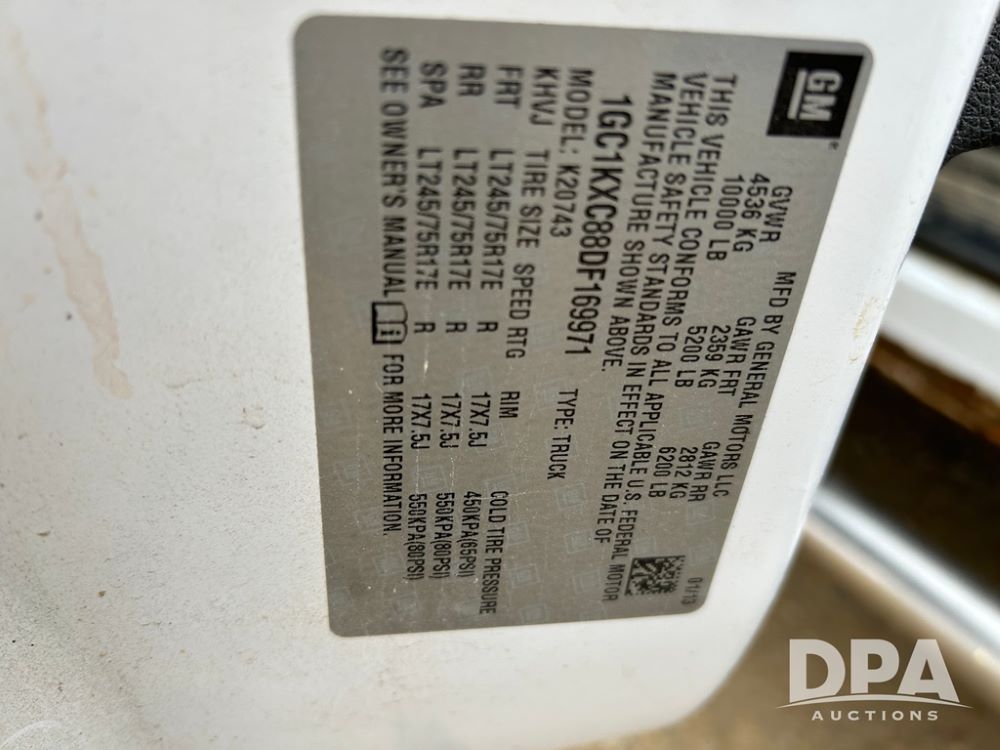 GM
MFD BY GENERAL MOTORS LLC
GVWR GAWR FRT GAWR RR
4536 KG 2359 KG 2812 KG
10000 LB 5200 LB 6200 LB
01/13
THIS VEHICLE CONFORMS TO ALL APPLICABLE U.S. FEDERAL MOTOR
VEHICLE SAFETY STANDARDS IN EFFECT ON THE DATE OF
MANUFACTURE SHOWN ABOVE.
1GC1KXC88DF169971 TYPE: TRUCK
MODEL: K20743
KHVJ TIRE SIZE SPEED RTG RIM COLD TIRE PRESSURE
FRT LT245/75R17E R 17X7.5J 450KPA(65PSI)
RR LT245/75R17E R 17X7.5J 550KPA(80PSI)
SPA LT245/75R17E R 17X7.5J 550KPA(80PSI)
SEE OWNER'S MANUAL FOR MORE INFORMATION.
DPA
AUCTIONS